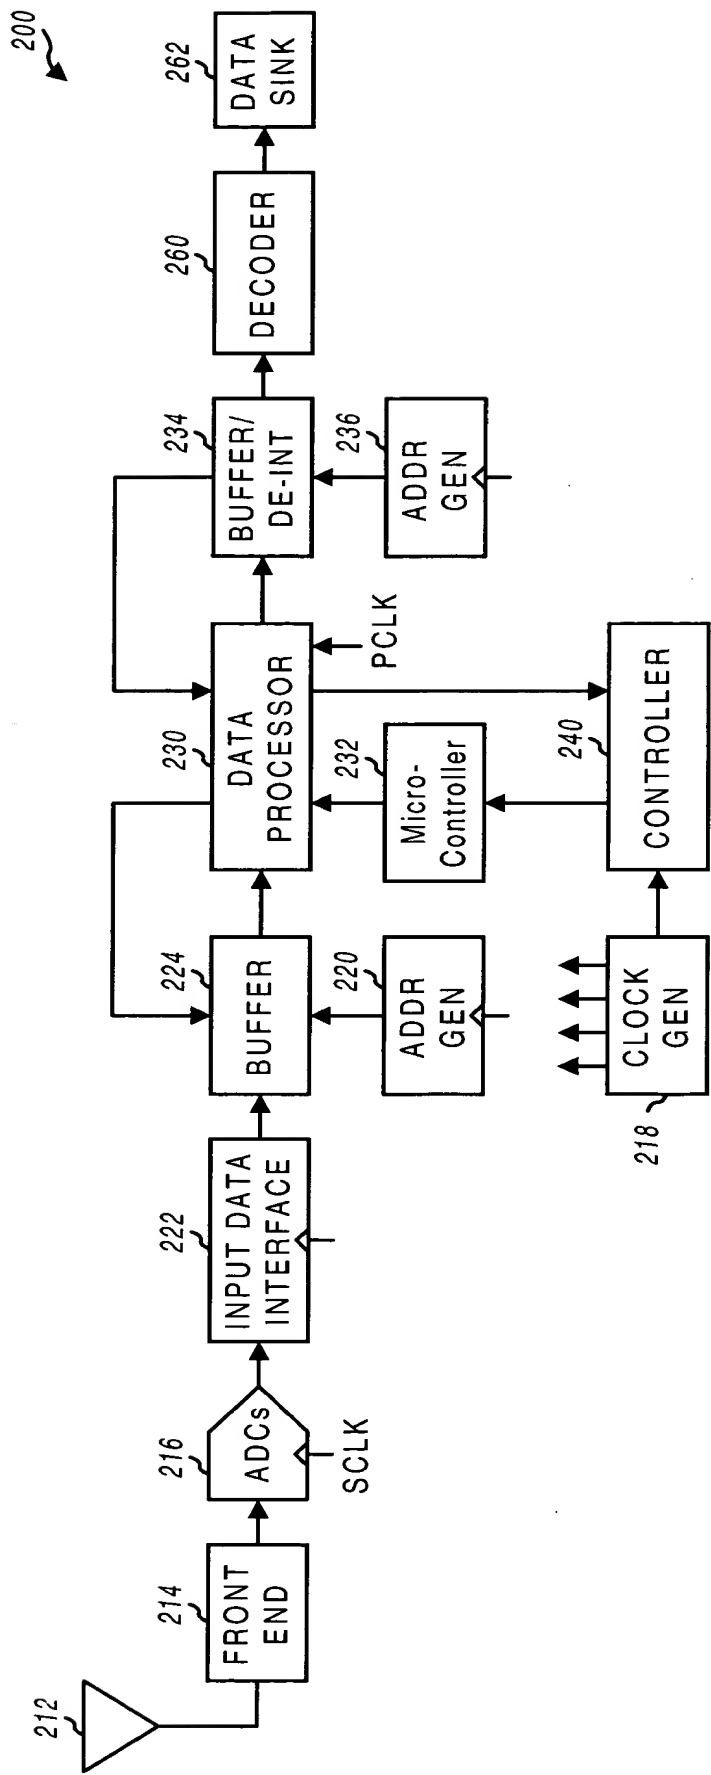 200
212
214
FRONT
END
216
ADCs
SCLK
222
INPUT DATA
INTERFACE
224
BUFFER
220
ADDR
GEN
230
DATA
PROCESSOR
PCLK
232
Micro-
Controller
234
BUFFER/
DE-INT
236
ADDR
GEN
260
DECODER
262
DATA
SINK
218
CLOCK
GEN
240
CONTROLLER